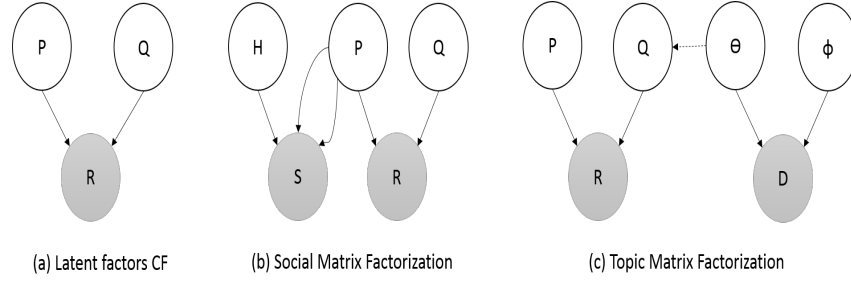 P Q H P Q P Q Θ ϕ
R S R R D
(a) Latent factors CF (b) Social Matrix Factorization (c) Topic Matrix Factorization